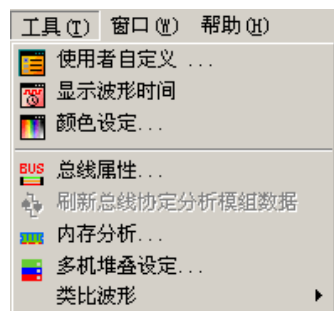 工具(T) 窗口(W) 帮助(H)
使用者自定义 ...
显示波形时间
颜色设定...
BUS 总线属性...
刷新总线协定分析模组数据
内存分析...
多机堆叠设定...
类比波形